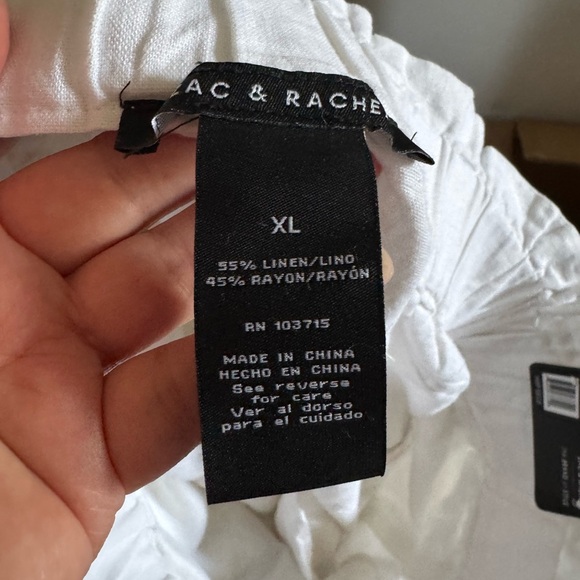 AC & RACHE
XL
55% LINEN/LINO
45% RAYON/RAYÓN
RN 103715
MADE IN CHINA
HECHO EN CHINA
See reverse
for care
Ver al dorso
para el cuidado